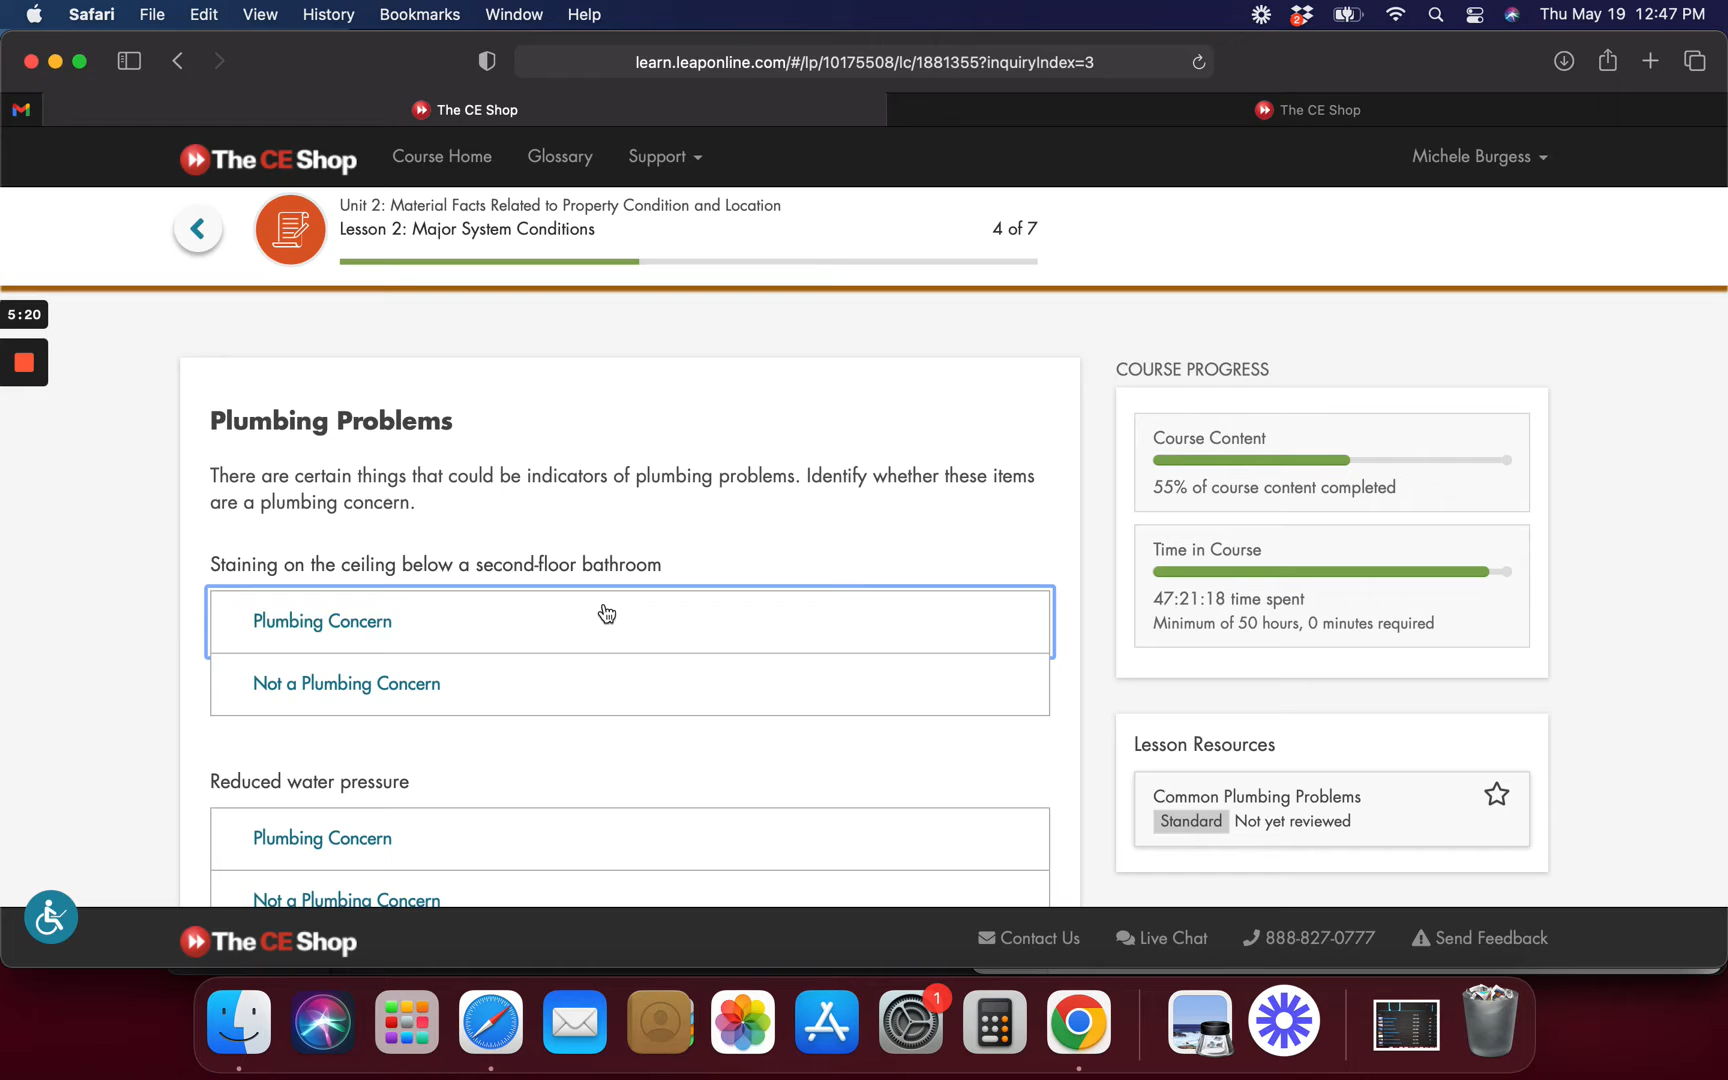 Safari File Edit View History Bookmarks Window Help
2
Thu May 19 12:47 PM
learn.leaponline.com/#/lp/10175508/lc/1881355?inquiryIndex=3
The CE Shop
The CE Shop
The CE Shop
Course Home Glossary Support
Michele Burgess
Unit 2: Material Facts Related to Property Condition and Location
Lesson 2: Major System Conditions
4 of 7
5:20
Plumbing Problems
There are certain things that could be indicators of plumbing problems. Identify whether these items
are a plumbing concern.
Staining on the ceiling below a second-floor bathroom
Plumbing Concern
Not a Plumbing Concern
Reduced water pressure
Plumbing Concern
Not a Plumbing Concern
COURSE PROGRESS
Course Content
55% of course content completed
Time in Course
47:21:18 time spent
Minimum of 50 hours, 0 minutes required
Lesson Resources
Common Plumbing Problems
Standard Not yet reviewed
The CE Shop
Contact Us
Live Chat
888-827-0777
Send Feedback
1